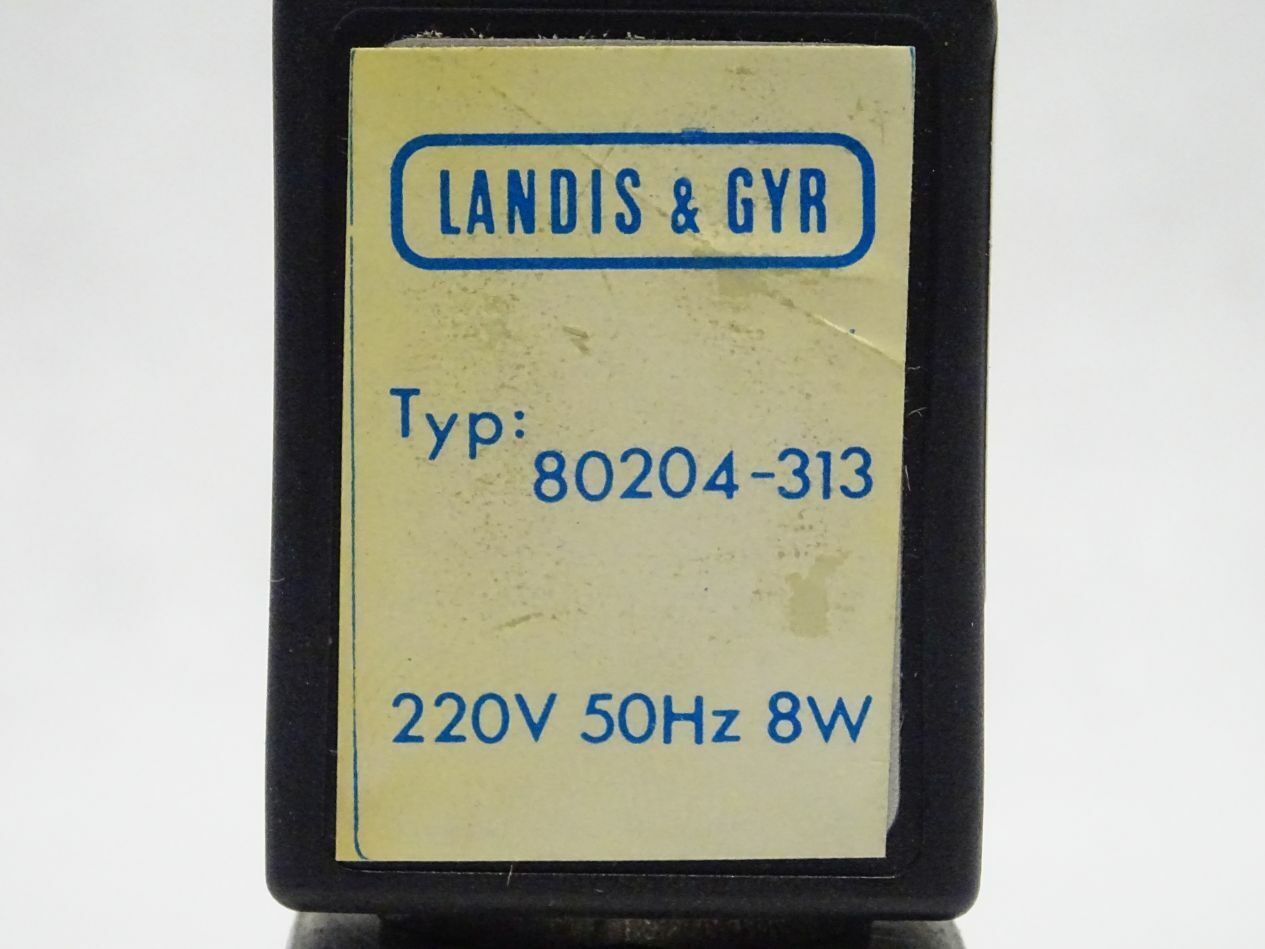 LANDIS & GYR
Typ:
80204-313
220V 50Hz 8W